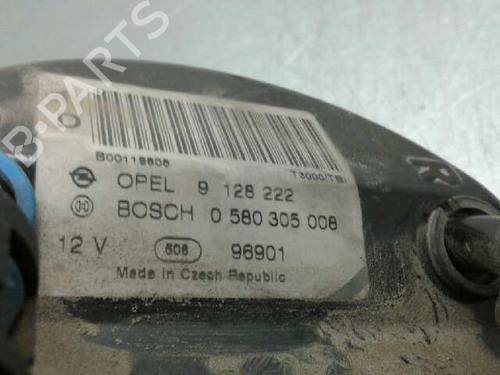 B00119606
T3000/TBI
OPEL 9 128 222
BOSCH 0 580 305 008
12 V 506 96901
Made in Czech Republic
R
B-PARTS